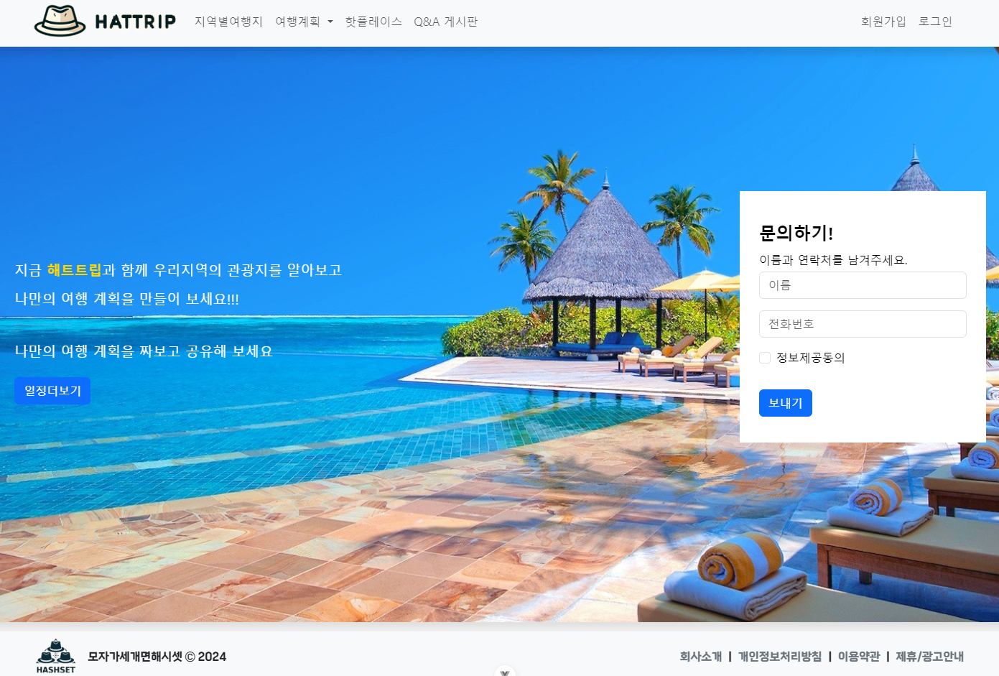 HATTRIP 지역별여행지 여행계획 핫플레이스 Q&A 게시판 회원가입 로그인
지금 해트트립과 함께 우리지역의 관광지를 알아보고
나만의 여행 계획을 만들어 보세요!!!
나만의 여행 계획을 짜보고 공유해 보세요
일정더보기
문의하기!
이름과 연락처를 남겨주세요.
이름
전화번호
정보제공동의
보내기
HASHSET 모자가세개면해시셋 © 2024 회사소개 | 개인정보처리방침 | 이용약관 | 제휴/광고안내